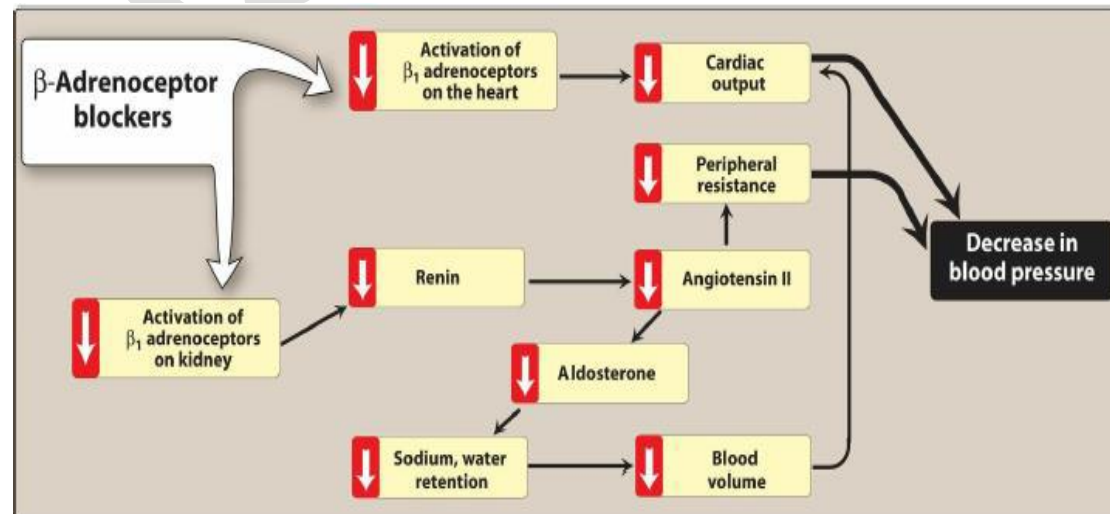 β-Adrenoceptor
blockers
Activation of
β₁ adrenoceptors
on the heart
Cardiac
output
Peripheral
resistance
Decrease in
blood pressure
Renin
Angiotensin II
Activation of
β₁ adrenoceptors
on kidney
Aldosterone
Sodium, water
retention
Blood
volume